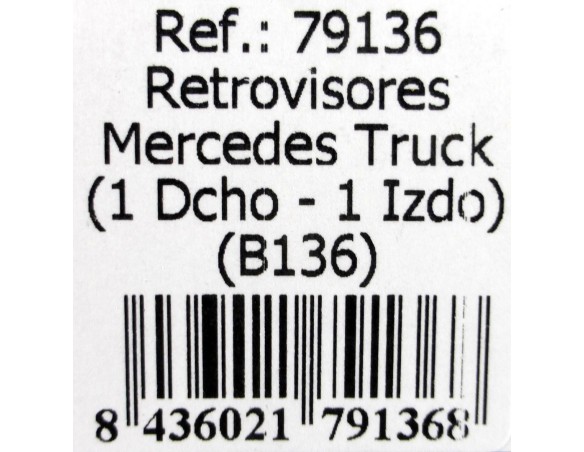 Ref.: 79136
Retrovisores
Mercedes Truck
(1 Dcho - 1 Izdo)
(B136)
8 436021 791368